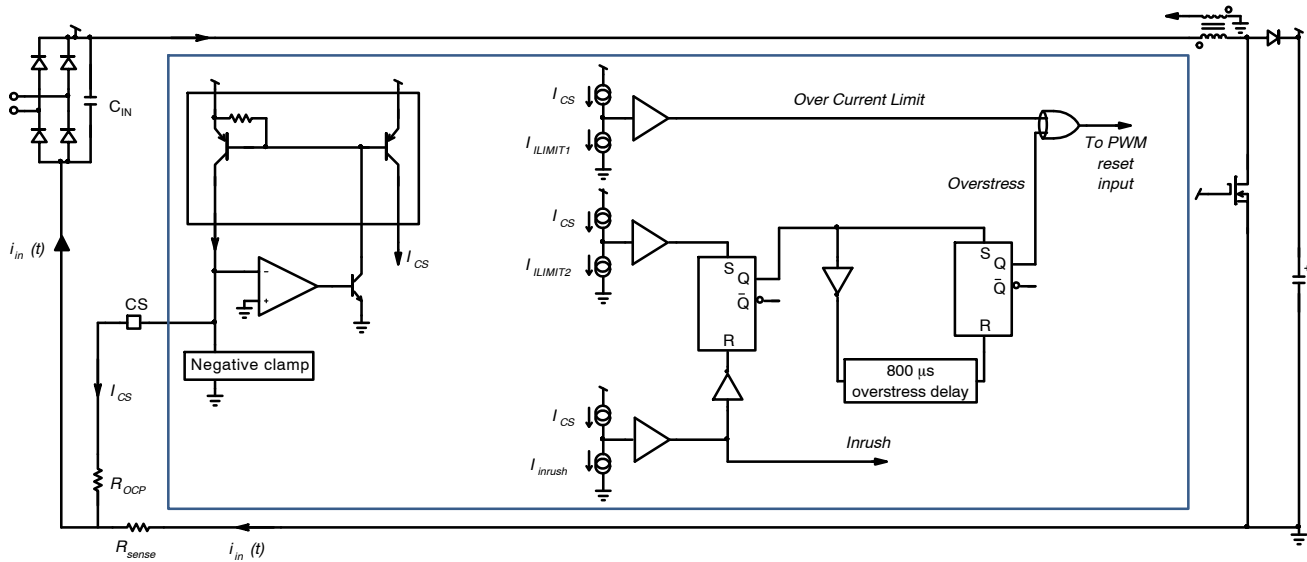 C_IN
i_in (t)
CS
I_CS
R_OCP
R_sense
i_in (t)
I_CS
Negative clamp
I_CS
I_ILIMIT1
Over Current Limit
To PWM
reset
input
Overstress
I_CS
I_ILIMIT2
S
Q
Q̄
R
S
Q
Q̄
R
800 μs
overstress delay
I_CS
I_inrush
Inrush
+
−
+